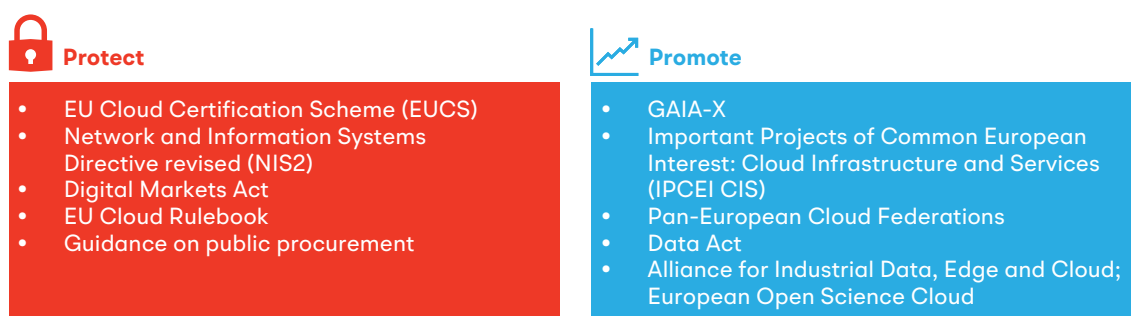 Protect
• EU Cloud Certification Scheme (EUCS)
• Network and Information Systems
Directive revised (NIS2)
• Digital Markets Act
• EU Cloud Rulebook
• Guidance on public procurement
Promote
• GAIA-X
• Important Projects of Common European
Interest: Cloud Infrastructure and Services
(IPCEI CIS)
• Pan-European Cloud Federations
• Data Act
• Alliance for Industrial Data, Edge and Cloud;
European Open Science Cloud